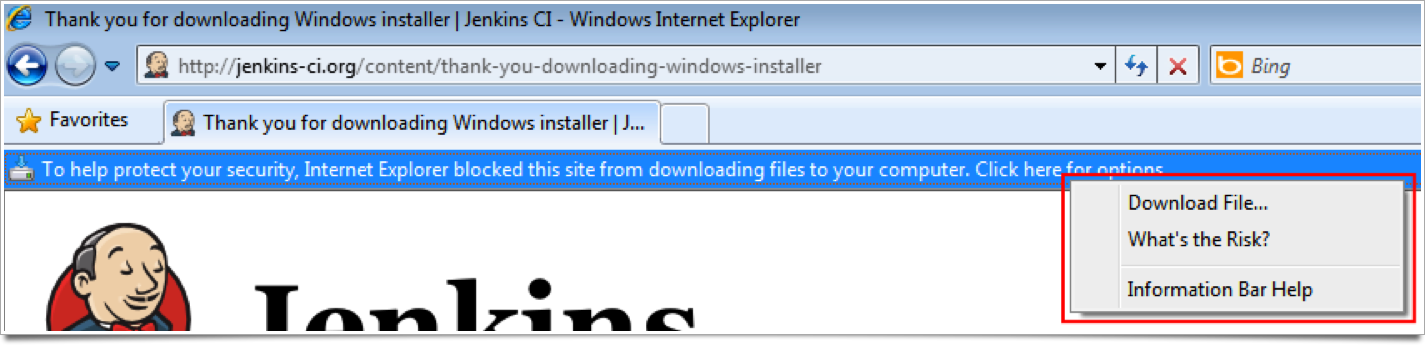 Thank you for downloading Windows installer | Jenkins CI - Windows Internet Explorer
http://jenkins-ci.org/content/thank-you-downloading-windows-installer
Bing
Favorites
Thank you for downloading Windows installer | J...
To help protect your security, Internet Explorer blocked this site from downloading files to your computer. Click here for options...
Download File...
What's the Risk?
Information Bar Help
Jenkins